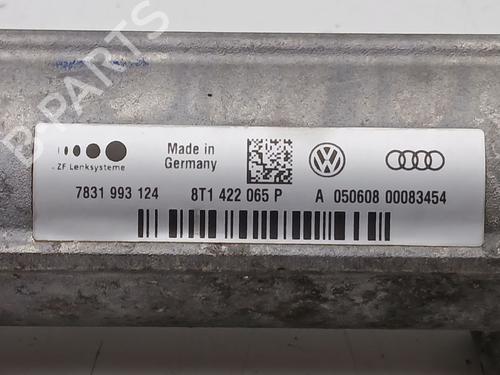 B-PARTS
ZF Lenksysteme
Made in
Germany
7831 993 124 8T1 422 065 P A 050608 00083454